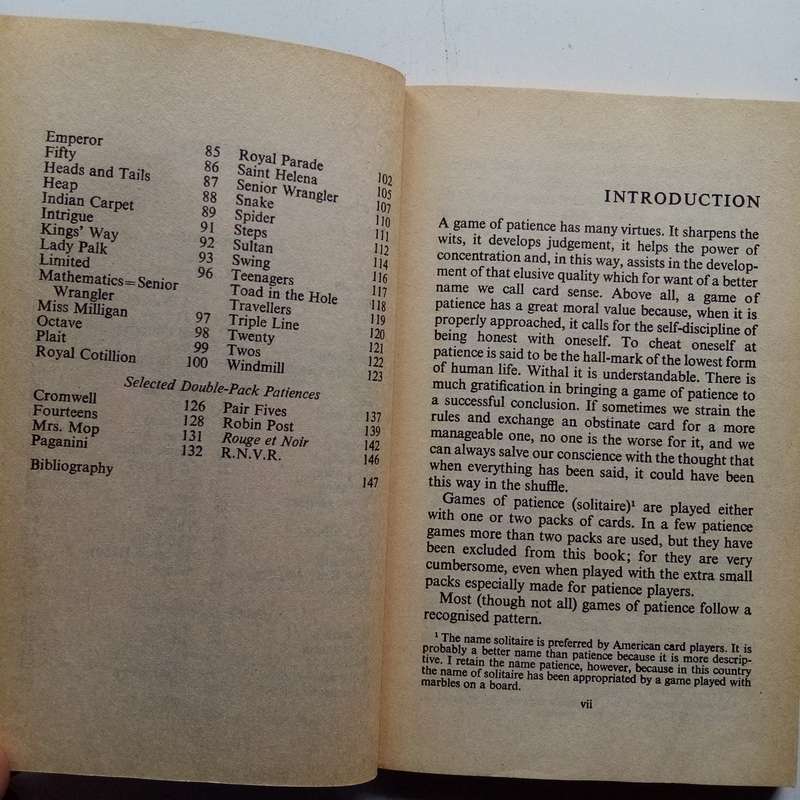 Emperor 85
Fifty 86
Heads and Tails 87
Heap 88
Indian Carpet 89
Intrigue 91
Kings' Way 92
Lady Palk 93
Limited 96
Mathematics=Senior
Wrangler
Miss Milligan 97
Octave 98
Plait 99
Royal Cotillion 100
Royal Parade 102
Saint Helena 105
Senior Wrangler 107
Snake 110
Spider 111
Steps 112
Sultan 114
Swing 116
Teenagers 117
Toad in the Hole 118
Travellers 119
Triple Line 120
Twenty 121
Twos 122
Windmill 123
Selected Double-Pack Patiences
Cromwell 126
Fourteens 128
Mrs. Mop 131
Paganini 132
Pair Fives 137
Robin Post 139
Rouge et Noir 142
R.N.V.R. 146
Bibliography 147
INTRODUCTION
A game of patience has many virtues. It sharpens the
wits, it develops judgement, it helps the power of
concentration and, in this way, assists in the develop-
ment of that elusive quality which for want of a better
name we call card sense. Above all, a game of
patience has a great moral value because, when it is
properly approached, it calls for the self-discipline of
being honest with oneself. To cheat oneself at
patience is said to be the hall-mark of the lowest form
of human life. Withal it is understandable. There is
much gratification in bringing a game of patience to
a successful conclusion. If sometimes we strain the
rules and exchange an obstinate card for a more
manageable one, no one is the worse for it, and we
can always salve our conscience with the thought that
when everything has been said, it could have been
this way in the shuffle.
Games of patience (solitaire)¹ are played either
with one or two packs of cards. In a few patience
games more than two packs are used, but they have
been excluded from this book; for they are very
cumbersome, even when played with the extra small
packs especially made for patience players.
Most (though not all) games of patience follow a
recognised pattern.
¹ The name solitaire is preferred by American card players. It is
probably a better name than patience because it is more descrip-
tive. I retain the name patience, however, because in this country
the name of solitaire has been appropriated by a game played with
marbles on a board.
vii